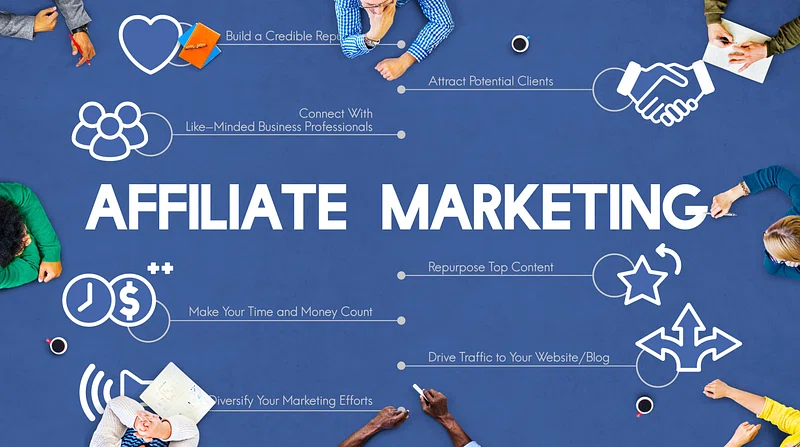 Build a Credible Repu
Attract Potential Clients
Connect With
Like-Minded Business Professionals
AFFILIATE MARKETING
Repurpose Top Content
Make Your Time and Money Count
Drive Traffic to Your Website/Blog
Diversify Your Marketing Efforts